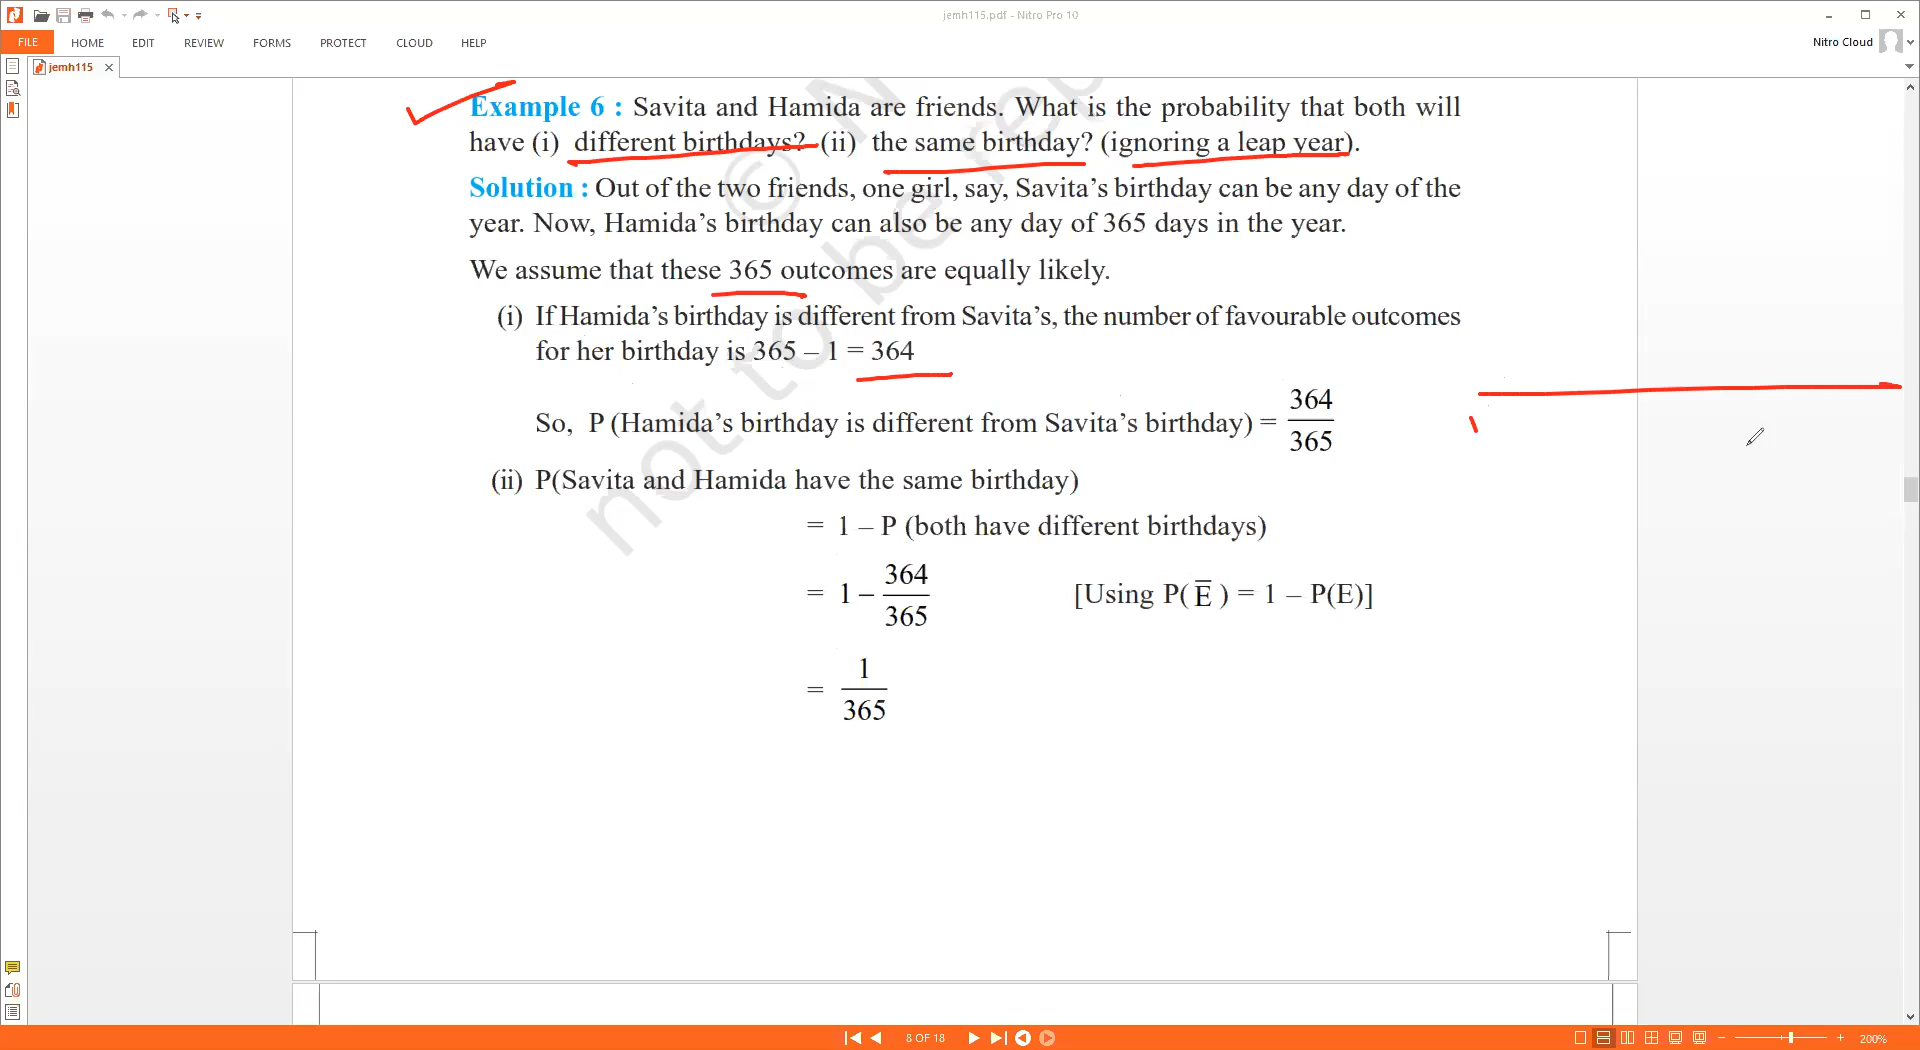 jemh115.pdf - Nitro Pro 10
FILE HOME EDIT REVIEW FORMS PROTECT CLOUD HELP
Nitro Cloud
jemh115
Example 6 : Savita and Hamida are friends. What is the probability that both will
have (i) different birthdays? (ii) the same birthday? (ignoring a leap year).
Solution : Out of the two friends, one girl, say, Savita’s birthday can be any day of the
year. Now, Hamida’s birthday can also be any day of 365 days in the year.
We assume that these 365 outcomes are equally likely.
(i) If Hamida’s birthday is different from Savita’s, the number of favourable outcomes
for her birthday is 365 – 1 = 364
So, P (Hamida’s birthday is different from Savita’s birthday) = 364/365
(ii) P(Savita and Hamida have the same birthday)
= 1 – P (both have different birthdays)
= 1 – 364/365 [Using P(E̅) = 1 – P(E)]
= 1/365
© N
not to be rep
8 OF 18
200%